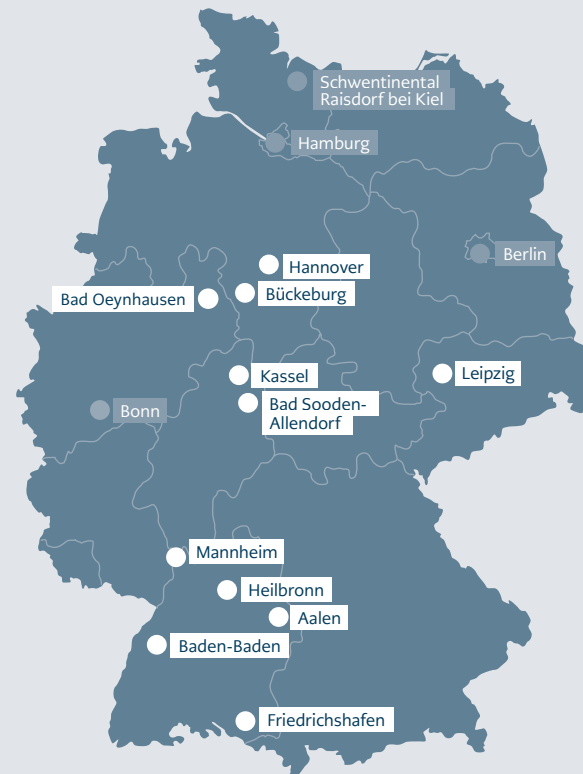 Schwentinental
Raisdorf bei Kiel
Hamburg
Berlin
Hannover
Bückeburg
Bad Oeynhausen
Kassel
Leipzig
Bad Sooden-
Allendorf
Bonn
Mannheim
Heilbronn
Aalen
Baden-Baden
Friedrichshafen